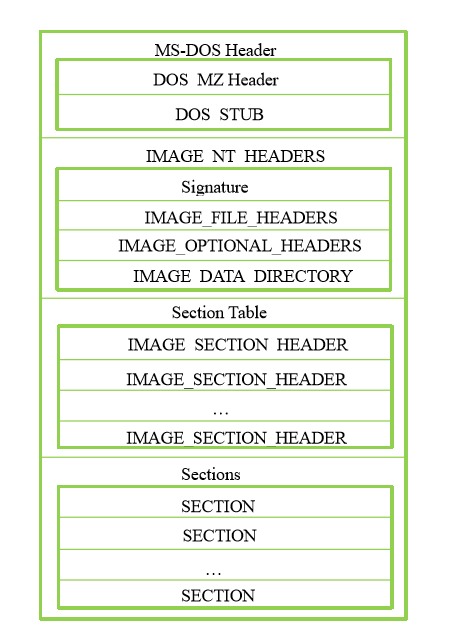 MS-DOS Header
DOS MZ Header
DOS STUB
IMAGE NT HEADERS
Signature
IMAGE_FILE_HEADERS
IMAGE_OPTIONAL_HEADERS
IMAGE DATA DIRECTORY
Section Table
IMAGE SECTION HEADER
IMAGE_SECTION_HEADER
...
IMAGE SECTION HEADER
Sections
SECTION
SECTION
...
SECTION